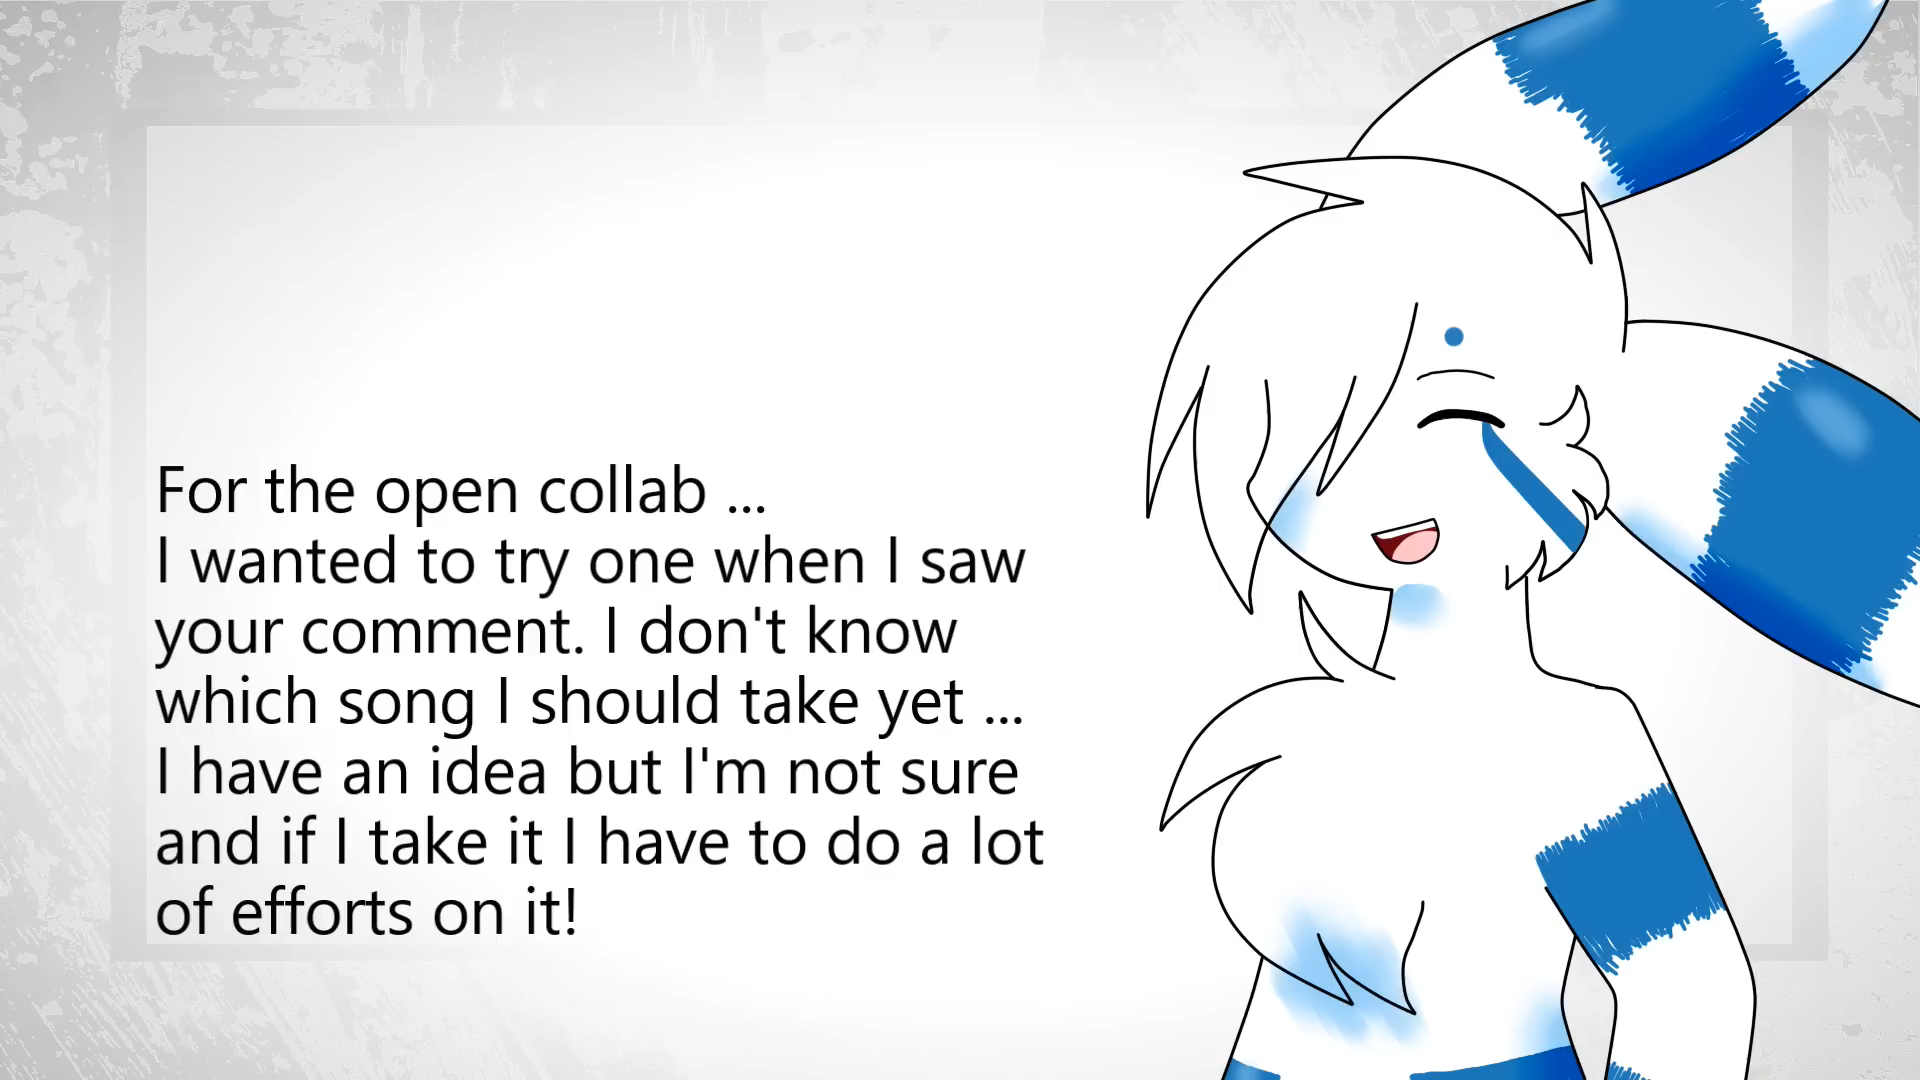 For the open collab ...
I wanted to try one when I saw
your comment. I don't know
which song I should take yet ...
I have an idea but I'm not sure
and if I take it I have to do a lot
of efforts on it!